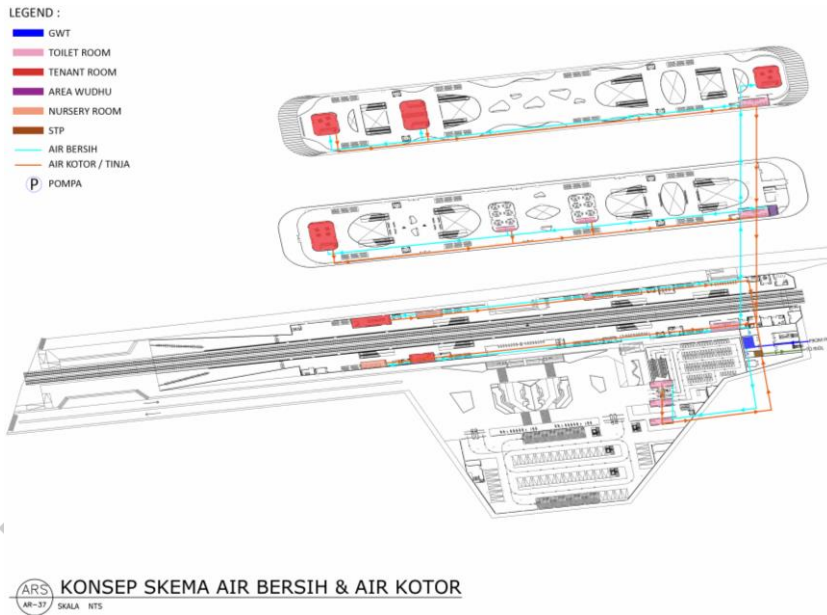 LEGEND :
GWT
TOILET ROOM
TENANT ROOM
AREA WUDHU
NURSERY ROOM
STP
AIR BERSIH
AIR KOTOR / TINJA
P POMPA
ARS
AR-37
KONSEP SKEMA AIR BERSIH & AIR KOTOR
SKALA NTS